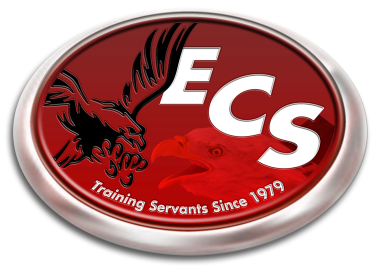 ECS
Training Servants Since 1979